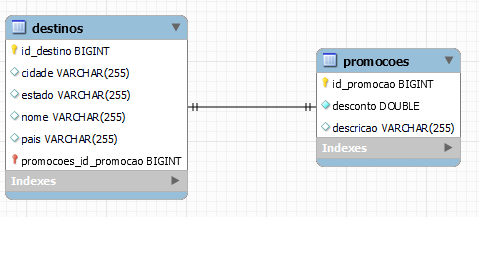 destinos
id_destino BIGINT
cidade VARCHAR(255)
estado VARCHAR(255)
nome VARCHAR(255)
pais VARCHAR(255)
promocoes_id_promocao BIGINT
Indexes
promocoes
id_promocao BIGINT
desconto DOUBLE
descricao VARCHAR(255)
Indexes